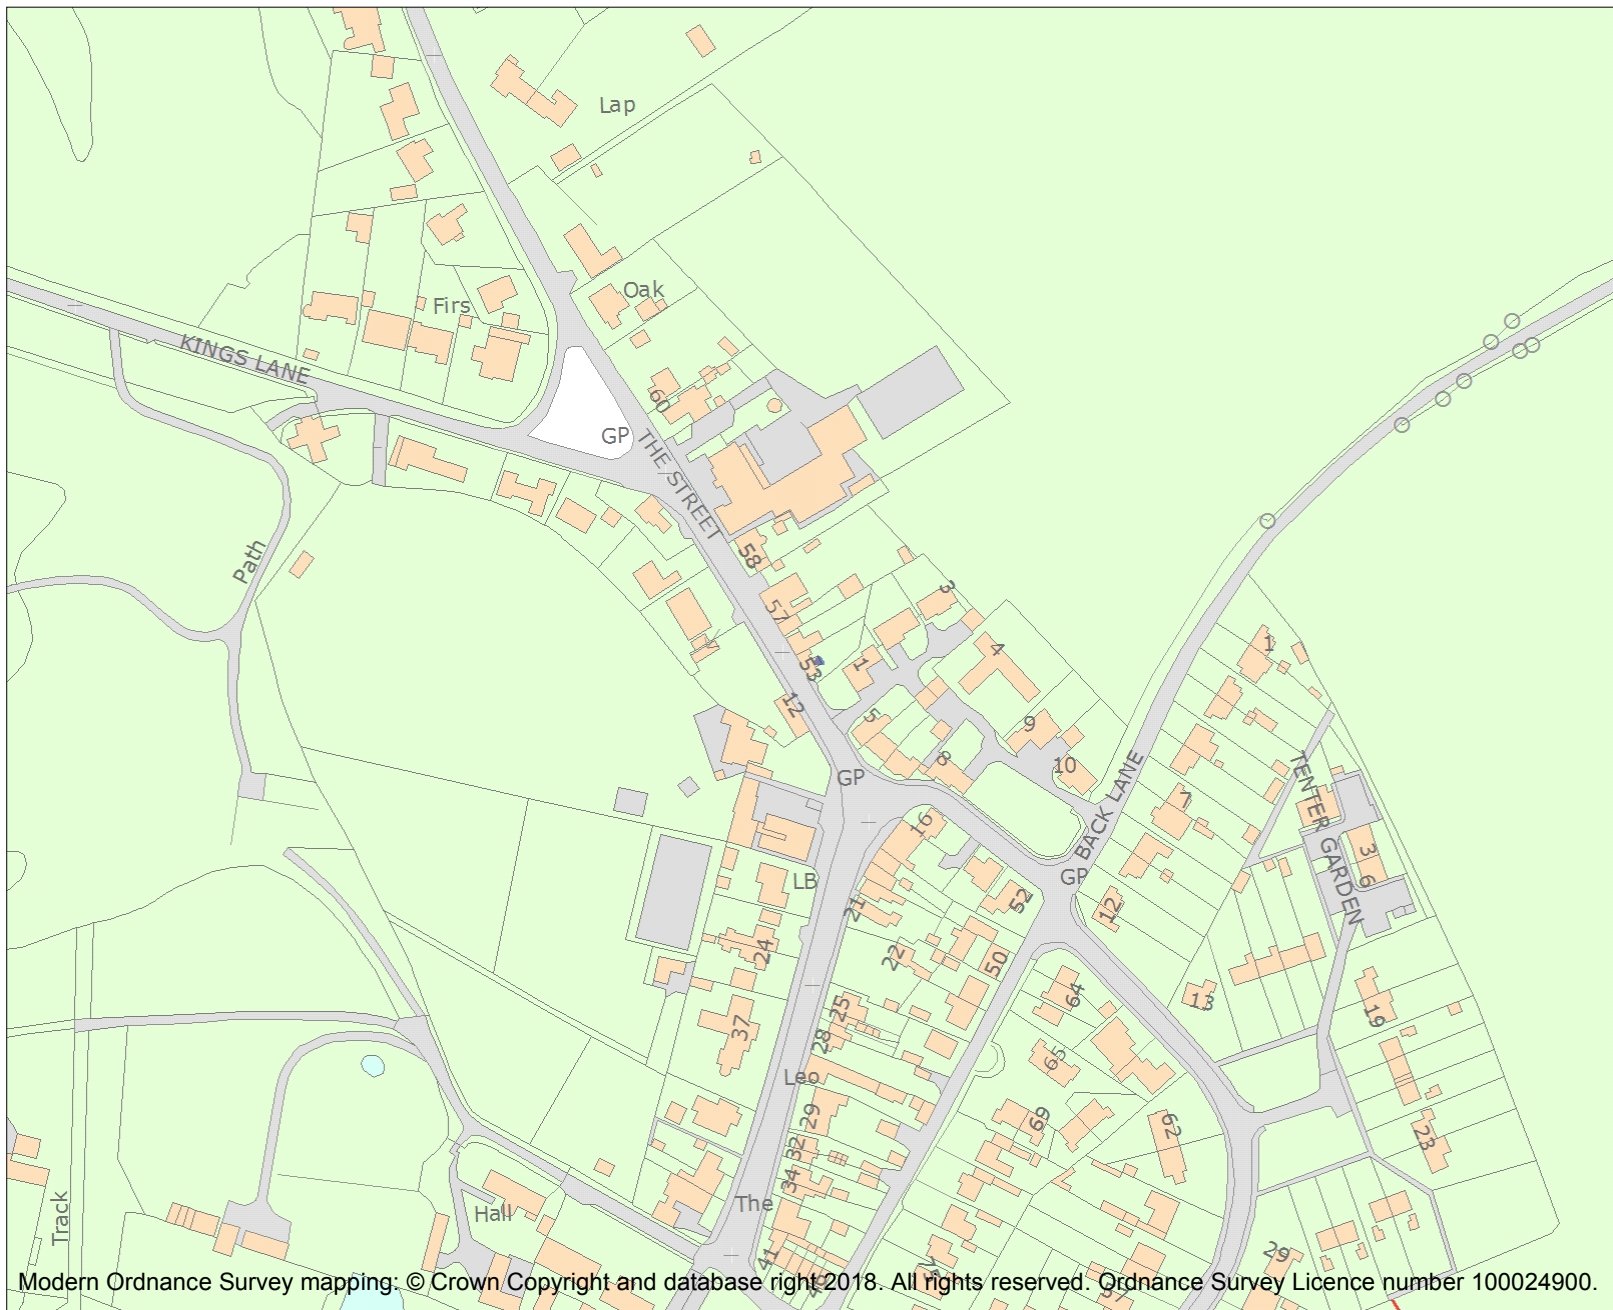 Lap
Oak
Firs
KINGS LANE
60
GP
THE STREET
Path
58
57
3
53
1
4
1
12
5
9
8
10
GP
BACK LANE
7
TENTER GARDEN
16
3
6
LB
GP
21
52
12
24
22
50
13
64
25
19
37
28
65
Leo
29
69
62
23
32
34
The
Track
Hall
41
29
Modern Ordnance Survey mapping: © Crown Copyright and database right 2018. All rights reserved. Ordnance Survey Licence number 100024900.